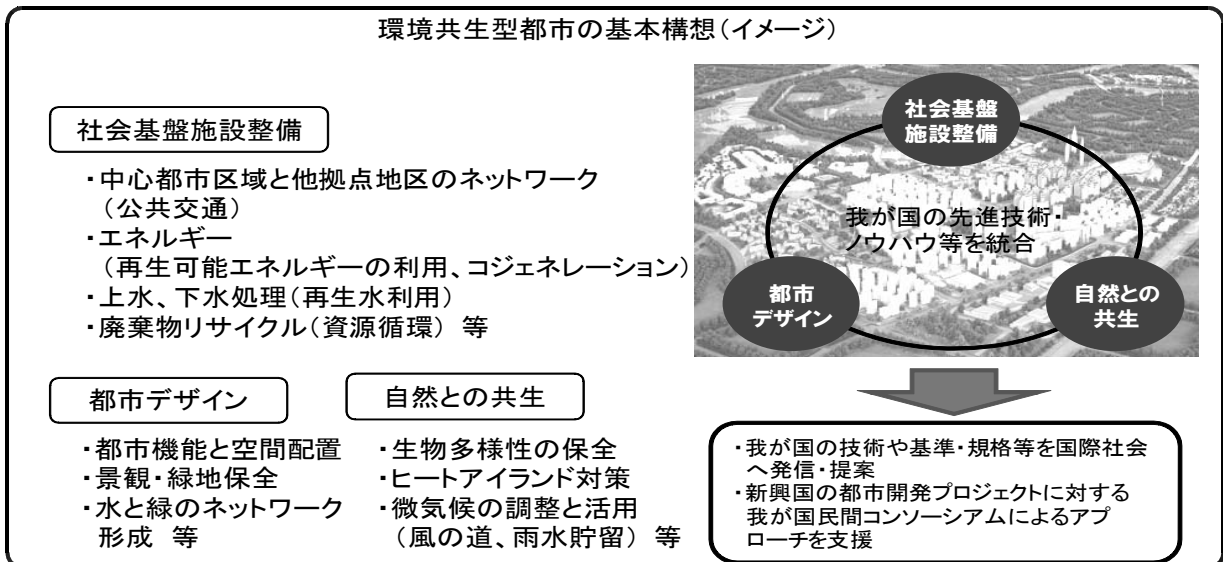 環境共生型都市の基本構想(イメージ)
社会基盤施設整備
・中心都市区域と他拠点地区のネットワーク
（公共交通）
・エネルギー
（再生可能エネルギーの利用、コジェネレーション）
・上水、下水処理（再生水利用）
・廃棄物リサイクル（資源循環） 等
都市デザイン
・都市機能と空間配置
・景観・緑地保全
・水と緑のネットワーク
形成 等
自然との共生
・生物多様性の保全
・ヒートアイランド対策
・微気候の調整と活用
（風の道、雨水貯留） 等
社会基盤
施設整備
我が国の先進技術・
ノウハウ等を統合
都市
デザイン
自然との
共生
・我が国の技術や基準・規格等を国際社会
へ発信・提案
・新興国の都市開発プロジェクトに対する
我が国民間コンソーシアムによるアプ
ローチを支援